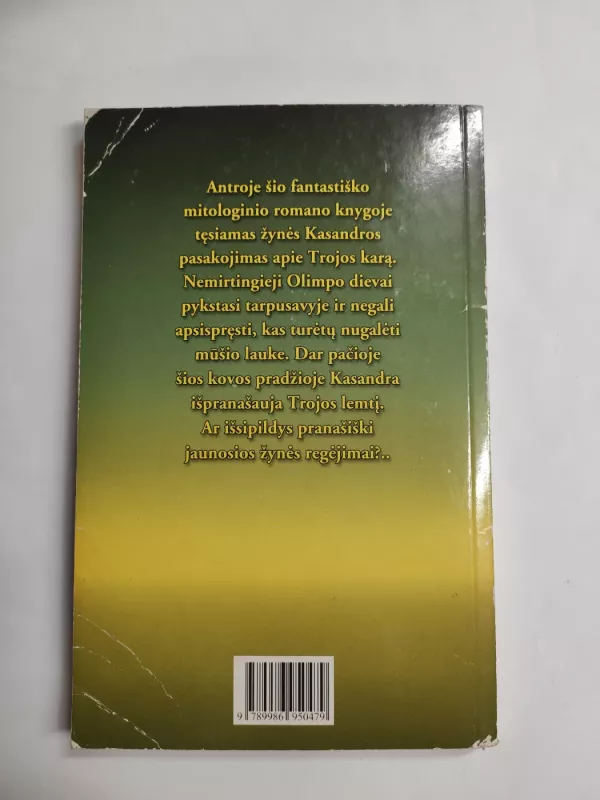 Antroje šio fantastiško
mitologinio romano knygoje
tęsiamas žynės Kasandros
pasakojimas apie Trojos karą.
Nemirtingieji Olimpo dievai
pykstasi tarpusavyje ir negali
apsispręsti, kas turėtų nugalėti
mūšio lauke. Dar pačioje
šios kovos pradžioje Kasandra
išpranašauja Trojos lemtį.
Ar išsipildys pranašiški
jaunosios žynės regėjimai?..
9 789986 950479